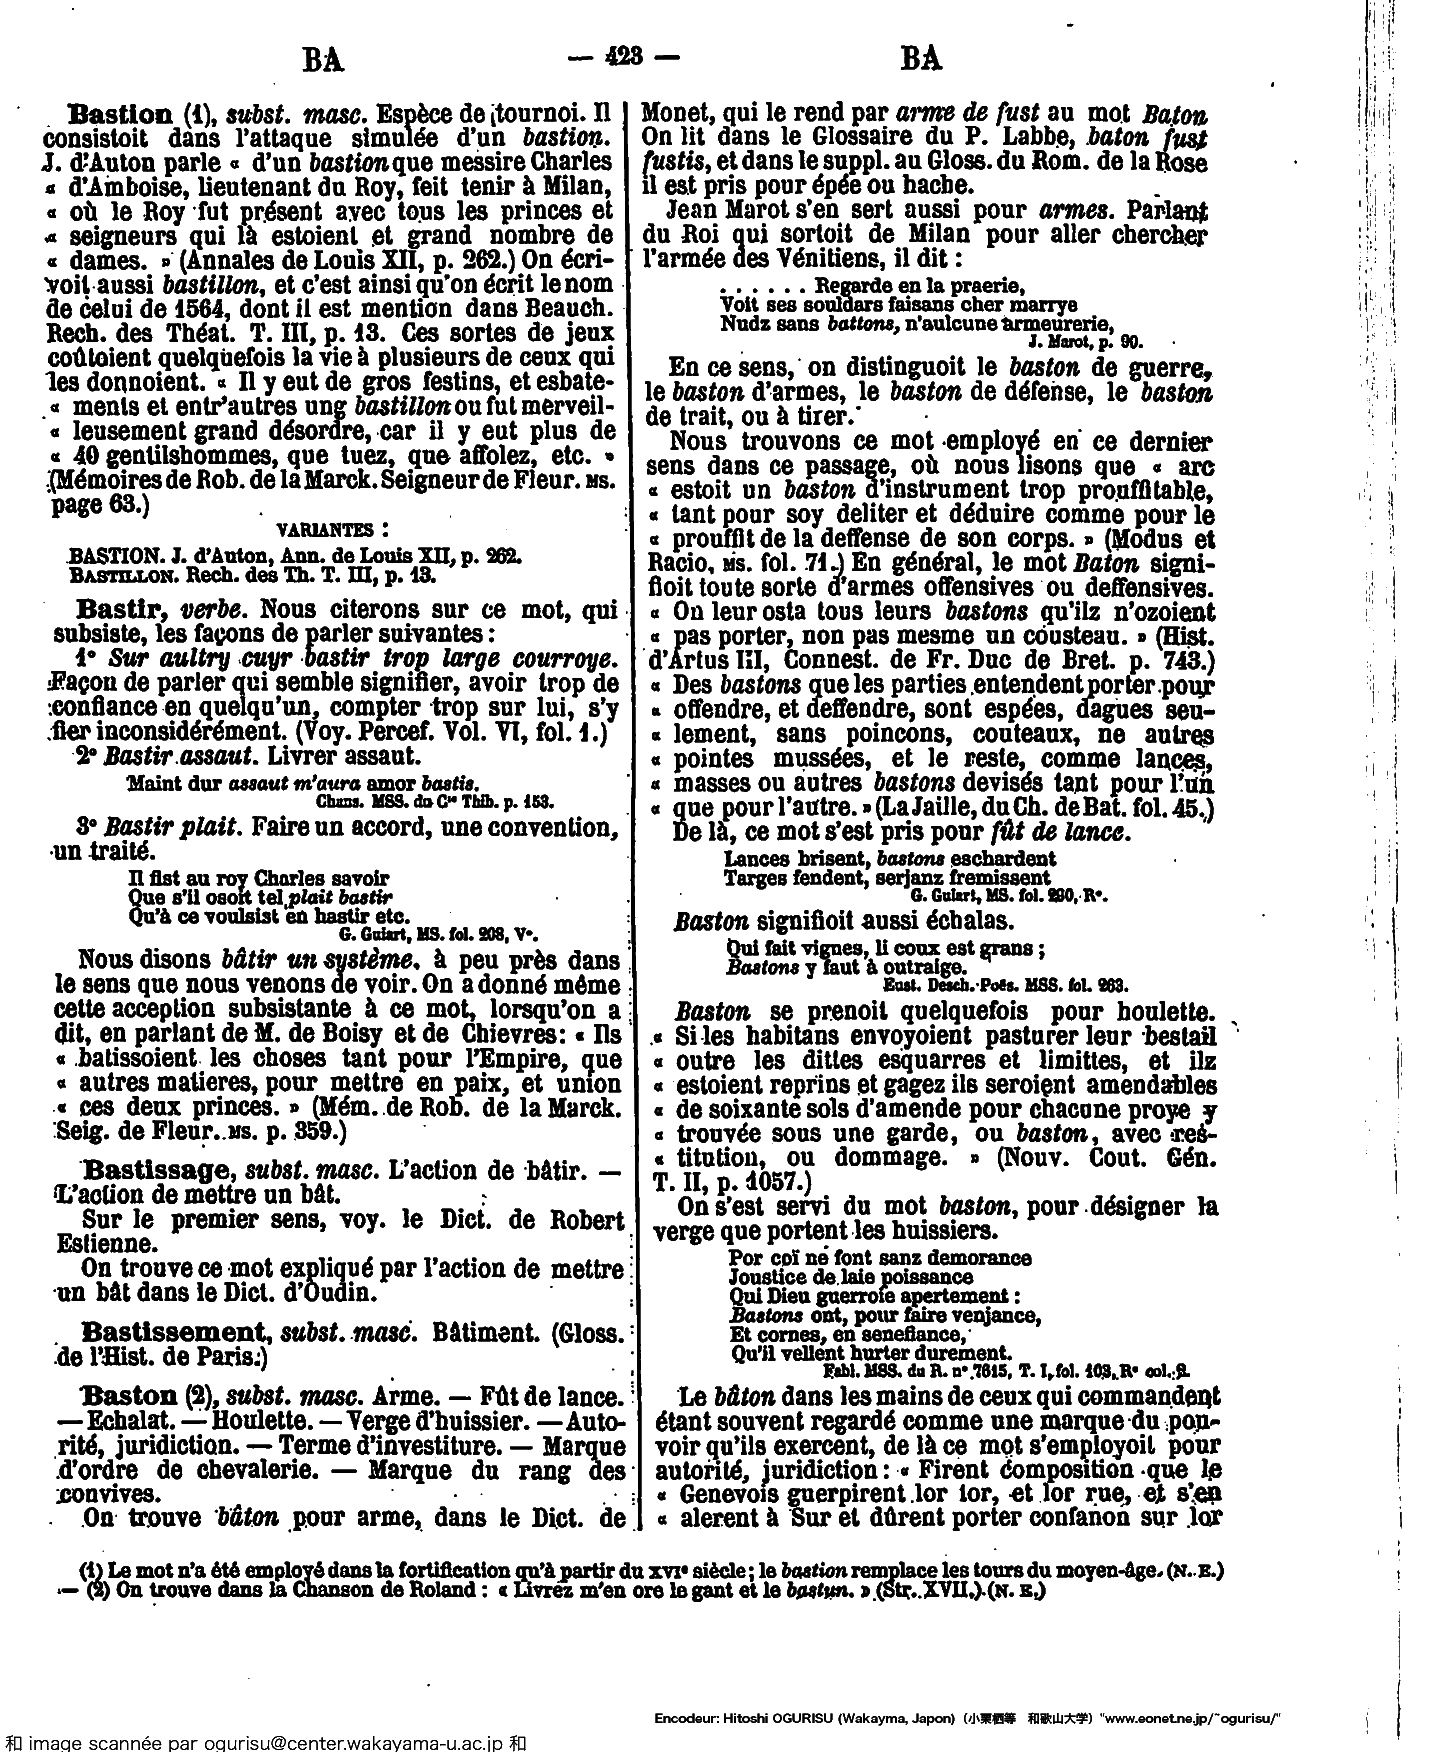 BA — 423 — BA
Bastion (1), subst. masc. Espèce de tournoi. Il
consistoit dans l'attaque simulée d'un bastion.
J. d'Auton parle « d'un bastion que messire Charles
« d'Amboise, lieutenant du Roy, feit tenir à Milan,
« où le Roy fut présent avec tous les princes et
« seigneurs qui là estoient et grand nombre de
« dames. » (Annales de Louis XII, p. 262.) On écri-
voit aussi bastillon, et c'est ainsi qu'on écrit le nom
de celui de 1564, dont il est mention dans Beauch.
Rech. des Théat. T. III, p. 13. Ces sortes de jeux
coûtoient quelquefois la vie à plusieurs de ceux qui
les donnoient. « Il y eut de gros festins, et esbate-
« ments et entr'autres ung bastillon ou fut merveil-
« leusement grand désordre, car il y eut plus de
« 40 gentilshommes, que tuez, que affolez, etc. »
(Mémoires de Rob. de la Marck. Seigneur de Fleur. MS.
page 63.)
VARIANTES :
BASTION. J. d'Auton, Ann. de Louis XII, p. 262.
BASTILLON. Rech. des Th. T. III, p. 13.
Bastir, verbe. Nous citerons sur ce mot, qui
subsiste, les façons de parler suivantes :
1° Sur aultry cuyr bastir trop large courroye.
Façon de parler qui semble signifier, avoir trop de
confiance en quelqu'un, compter trop sur lui, s'y
fier inconsidérément. (Voy. Percef. Vol. VI, fol. 1.)
2° Bastir assaut. Livrer assaut.
Maint dur assaut m'aura amor bastis.
Chans. MSS. du Cte Thib. p. 153.
3° Bastir plait. Faire un accord, une convention,
un traité.
Il fist au roy Charles savoir
Que s'il osoit tel plait bastir
Qu'à ce voulsist en hastir etc.
G. Guiart, MS. fol. 208, V°.
Nous disons bâtir un système, à peu près dans
le sens que nous venons de voir. On a donné même
cette acception subsistante à ce mot, lorsqu'on a
dit, en parlant de M. de Boisy et de Chievres : « Ils
« batissoient les choses tant pour l'Empire, que
« autres matieres, pour mettre en paix, et union
« ces deux princes. » (Mém. de Rob. de la Marck.
Seig. de Fleur. MS. p. 359.)
Bastissage, subst. masc. L'action de bâtir. —
L'action de mettre un bât.
Sur le premier sens, voy. le Dict. de Robert
Estienne.
On trouve ce mot expliqué par l'action de mettre
un bât dans le Dict. d'Oudin.
Bastissement, subst. masc. Bâtiment. (Gloss.
de l'Hist. de Paris.)
Baston (2), subst. masc. Arme. — Fût de lance.
— Echalat. — Houlette. — Verge d'huissier. — Auto-
rité, juridiction. — Terme d'investiture. — Marque
d'ordre de chevalerie. — Marque du rang des
convives.
On trouve bâton pour arme, dans le Dict. de
Monet, qui le rend par arme de fust au mot Baton
On lit dans le Glossaire du P. Labbe, baton fust
fustis, et dans le suppl. au Gloss. du Rom. de la Rose
il est pris pour épée ou hache.
Jean Marot s'en sert aussi pour armes. Parlant
du Roi qui sortoit de Milan pour aller chercher
l'armée des Vénitiens, il dit :
. . . . . . Regarde en la praerie,
Voit ses souldars faisans cher marrye
Nudz sans battons, n'aulcune armeurerie,
J. Marot, p. 90.
En ce sens, on distinguoit le baston de guerre,
le baston d'armes, le baston de défense, le baston
de trait, ou à tirer.
Nous trouvons ce mot employé en ce dernier
sens dans ce passage, où nous lisons que « arc
« estoit un baston d'instrument trop prouffitable,
« tant pour soy deliter et déduire comme pour le
« prouffit de la deffense de son corps. » (Modus et
Racio, MS. fol. 71.) En général, le mot Baton signi-
fioit toute sorte d'armes offensives ou deffensives.
« On leur osta tous leurs bastons qu'ilz n'ozoient
« pas porter, non pas mesme un cousteau. » (Hist.
d'Artus III, Connest. de Fr. Duc de Bret. p. 743.)
« Des bastons que les parties entendent porter pour
« offendre, et deffendre, sont espées, dagues seu-
« lement, sans poincons, couteaux, ne autres
« pointes mussées, et le reste, comme lances,
« masses ou autres bastons devisés tant pour l'un
« que pour l'autre. » (La Jaille, du Ch. de Bat. fol. 45.)
De là, ce mot s'est pris pour fût de lance.
Lances brisent, bastons eschardent
Targes fendent, serjanz fremissent
G. Guiart, MS. fol. 290, R°.
Baston signifioit aussi échalas.
Qui fait vignes, li coux est grans ;
Bastons y faut à outraige.
Eust. Desch. Poës. MSS. fol. 263.
Baston se prenoit quelquefois pour houlette.
« Si les habitans envoyoient pasturer leur bestail
« outre les dittes esquarres et limittes, et ilz
« estoient reprins et gagez ils seroient amendables
« de soixante sols d'amende pour chacune proye y
« trouvée sous une garde, ou baston, avec res-
« titution, ou dommage. » (Nouv. Cout. Gén.
T. II, p. 1057.)
On s'est servi du mot baston, pour désigner la
verge que portent les huissiers.
Por coï ne font sanz demorance
Joustice de laie poissance
Qui Dieu guerroie apertement :
Bastons ont, pour faire venjance,
Et cornes, en senefiance,
Qu'il vellent hurter durement.
Fabl. MSS. du R. n° 7615, T. I, fol. 103, R° col. 2.
Le bâton dans les mains de ceux qui commandent
étant souvent regardé comme une marque du pou-
voir qu'ils exercent, de là ce mot s'employoit pour
autorité, juridiction : « Firent composition que le
« Genevois guerpirent lor tor, et lor rue, et s'en
« alerent à Sur et dûrent porter confanon sur lor
(1) Le mot n'a été employé dans la fortification qu'à partir du XVIe siècle ; le bastion remplace les tours du moyen-âge. (N. E.)
— (2) On trouve dans la Chanson de Roland : « Livrez m'en ore le gant et le bastun. » (Str. XVII.) (N. E.)
Encodeur: Hitoshi OGURISU (Wakayma, Japon) (小栗栖等 和歌山大学) "www.eonet.ne.jp/~ogurisu/"
和 image scannée par ogurisu@center.wakayama-u.ac.jp 和